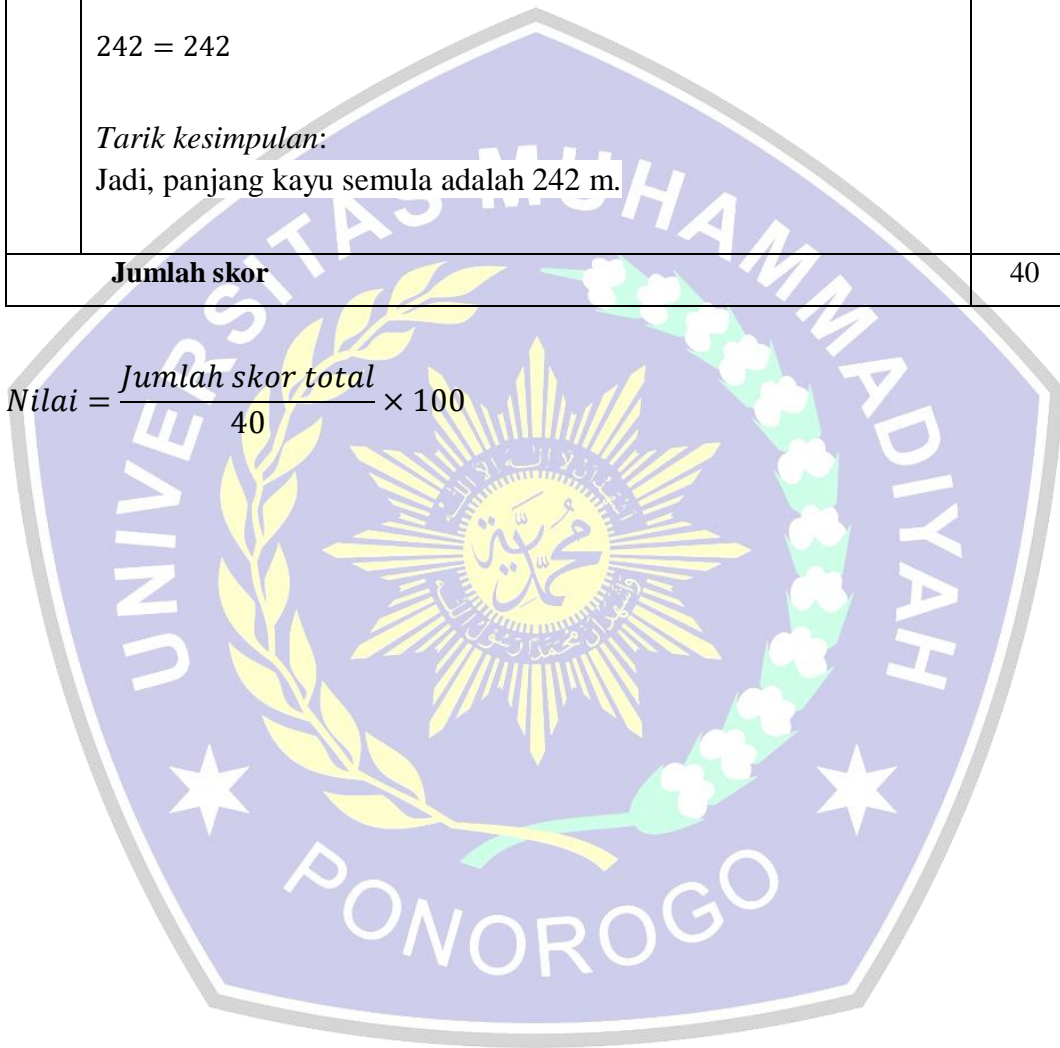 242 = 242
Tarik kesimpulan:
Jadi, panjang kayu semula adalah 242 m.
Jumlah skor 40
Nilai = Jumlah skor total / 40 × 100
UNIVERSITAS MUHAMMADIYAH
PONOROGO
محمدية